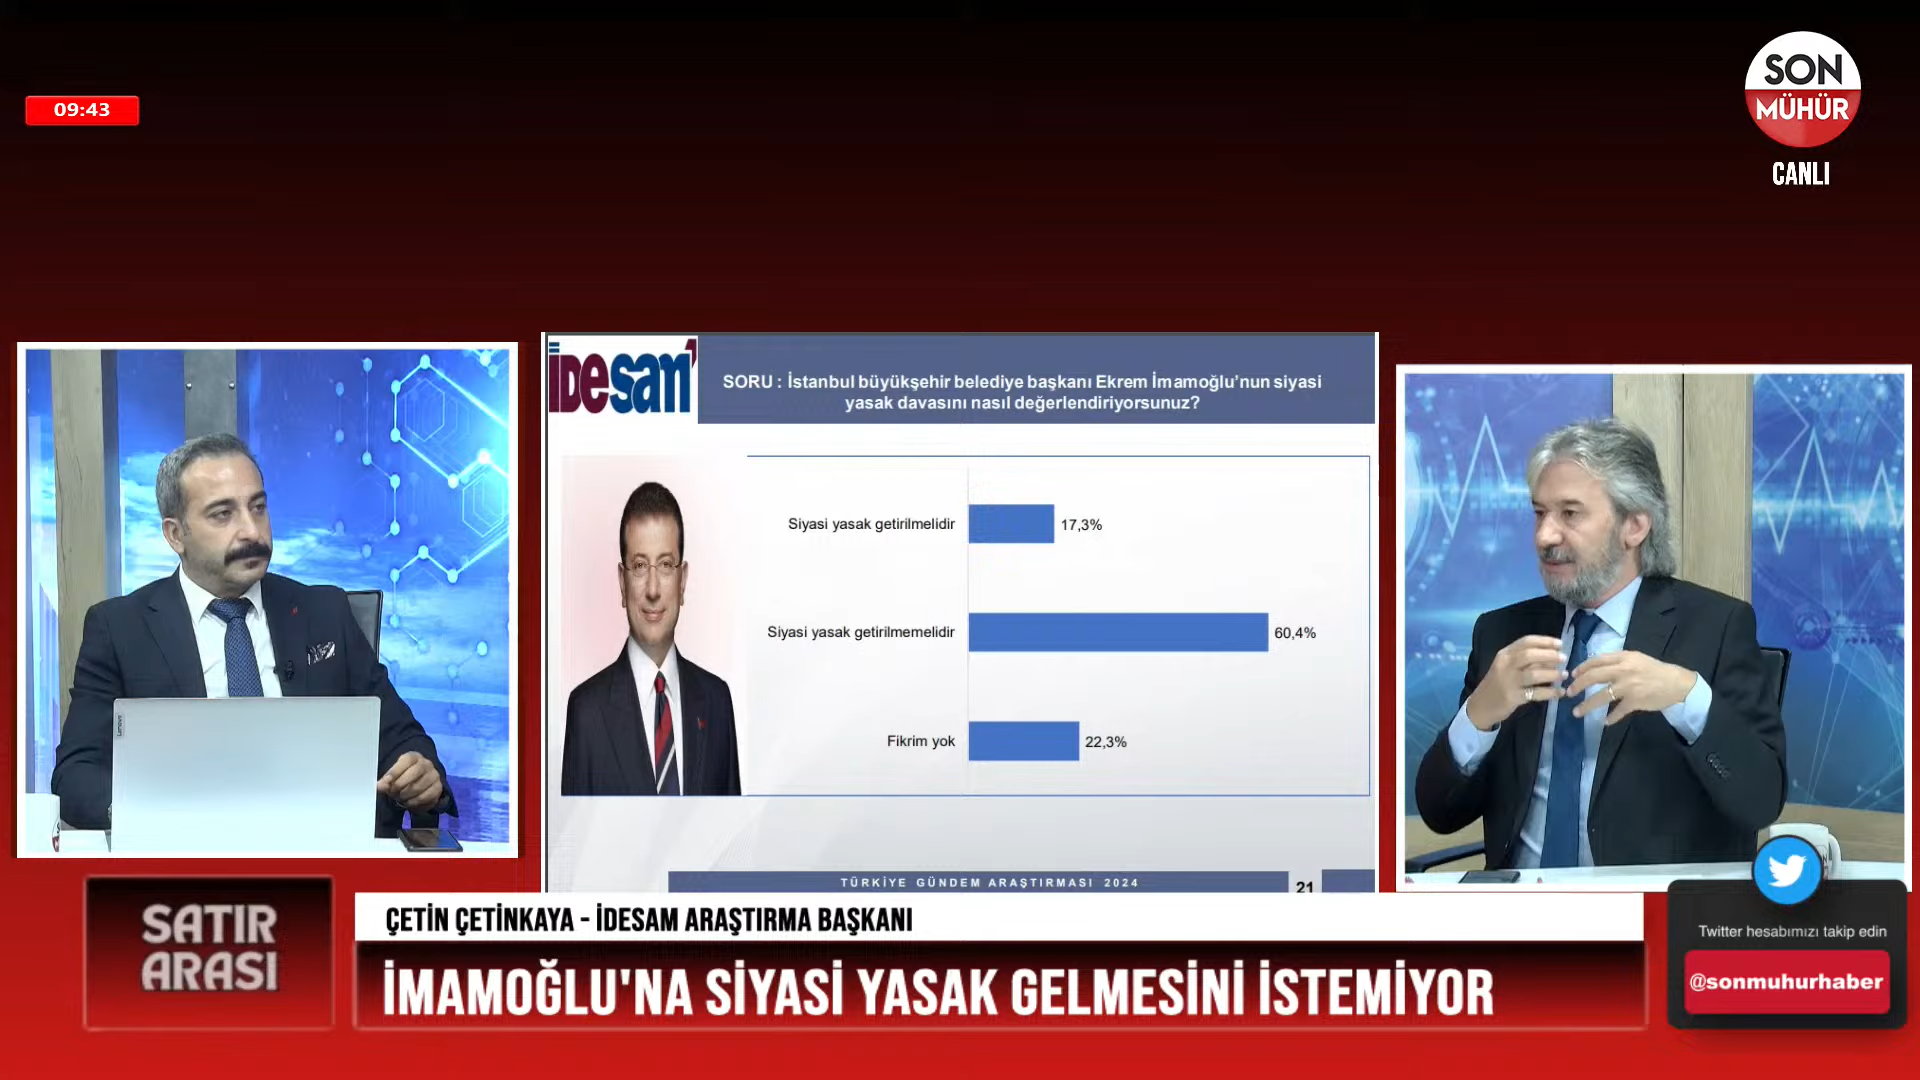 09:43
SON
MÜHÜR
CANLI
idesam
SORU : İstanbul büyükşehir belediye başkanı Ekrem İmamoğlu'nun siyasi
yasak davasını nasıl değerlendiriyorsunuz?
Siyasi yasak getirilmelidir
17,3%
Siyasi yasak getirilmemelidir
60,4%
Fikrim yok
22,3%
TÜRKİYE GÜNDEM ARAŞTIRMASI 2024
21
Lenovo
SATIR
ARASI
ÇETİN ÇETİNKAYA - İDESAM ARAŞTIRMA BAŞKANI
İMAMOĞLU'NA SİYASİ YASAK GELMESİNİ İSTEMİYOR
Twitter hesabımızı takip edin
@sonmuhurhaber